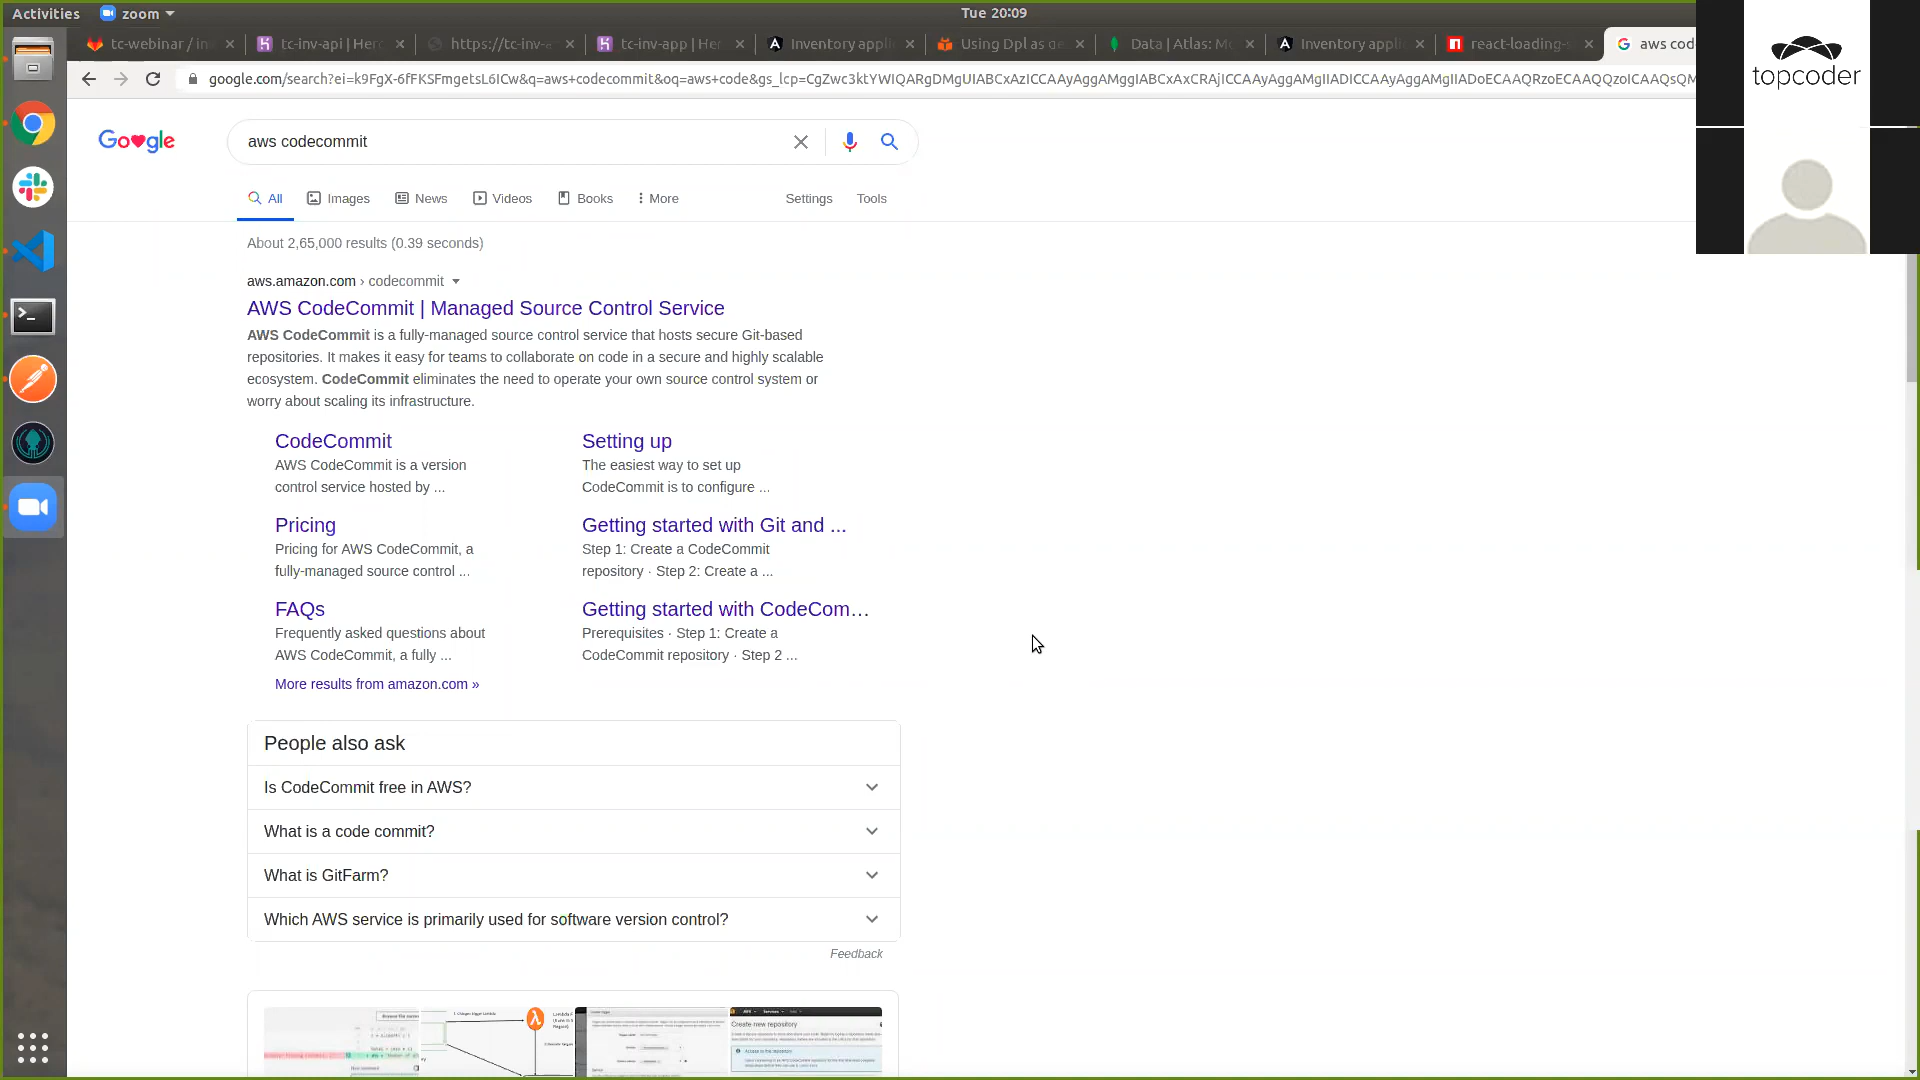 Activities
zoom
Tue 20:09
tc-webinar / in
tc-inv-api | Her
https://tc-inv-a
tc-inv-app | He
Inventory appli
Using Dpl as de
Data | Atlas: Mo
Inventory appli
react-loading-s
aws cod
google.com/search?ei=k9FgX-6fFKSFmgetsL6ICw&q=aws+codecommit&oq=aws+code&gs_lcp=CgZwc3ktYWIQARgDMgUIABCxAzICCAAyAggAMggIABCxAxCRAjICCAAyAggAMgIIADICCAAyAggAMgIIADoECAAQRzoECAAQQzoICAAQsQM
topcoder
Google
aws codecommit
All
Images
News
Videos
Books
More
Settings
Tools
About 2,65,000 results (0.39 seconds)
aws.amazon.com › codecommit
AWS CodeCommit | Managed Source Control Service
AWS CodeCommit is a fully-managed source control service that hosts secure Git-based
repositories. It makes it easy for teams to collaborate on code in a secure and highly scalable
ecosystem. CodeCommit eliminates the need to operate your own source control system or
worry about scaling its infrastructure.
CodeCommit
AWS CodeCommit is a version
control service hosted by ...
Setting up
The easiest way to set up
CodeCommit is to configure ...
Pricing
Pricing for AWS CodeCommit, a
fully-managed source control ...
Getting started with Git and ...
Step 1: Create a CodeCommit
repository · Step 2: Create a ...
FAQs
Frequently asked questions about
AWS CodeCommit, a fully ...
Getting started with CodeCom…
Prerequisites · Step 1: Create a
CodeCommit repository · Step 2 ...
More results from amazon.com »
People also ask
Is CodeCommit free in AWS?
What is a code commit?
What is GitFarm?
Which AWS service is primarily used for software version control?
Feedback
Create new repository